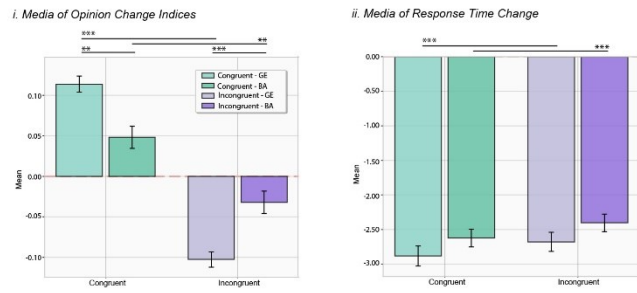 i. Media of Opinion Change Indices
***
**
**
***
0.10
0.05
0.00
-0.05
-0.10
Mean
Congruent - GE
Congruent - BA
Incongruent - GE
Incongruent - BA
Congruent
Incongruent
ii. Media of Response Time Change
***
***
0.00
-0.50
-1.00
-1.50
-2.00
-2.50
-3.00
Mean
Congruent
Incongruent